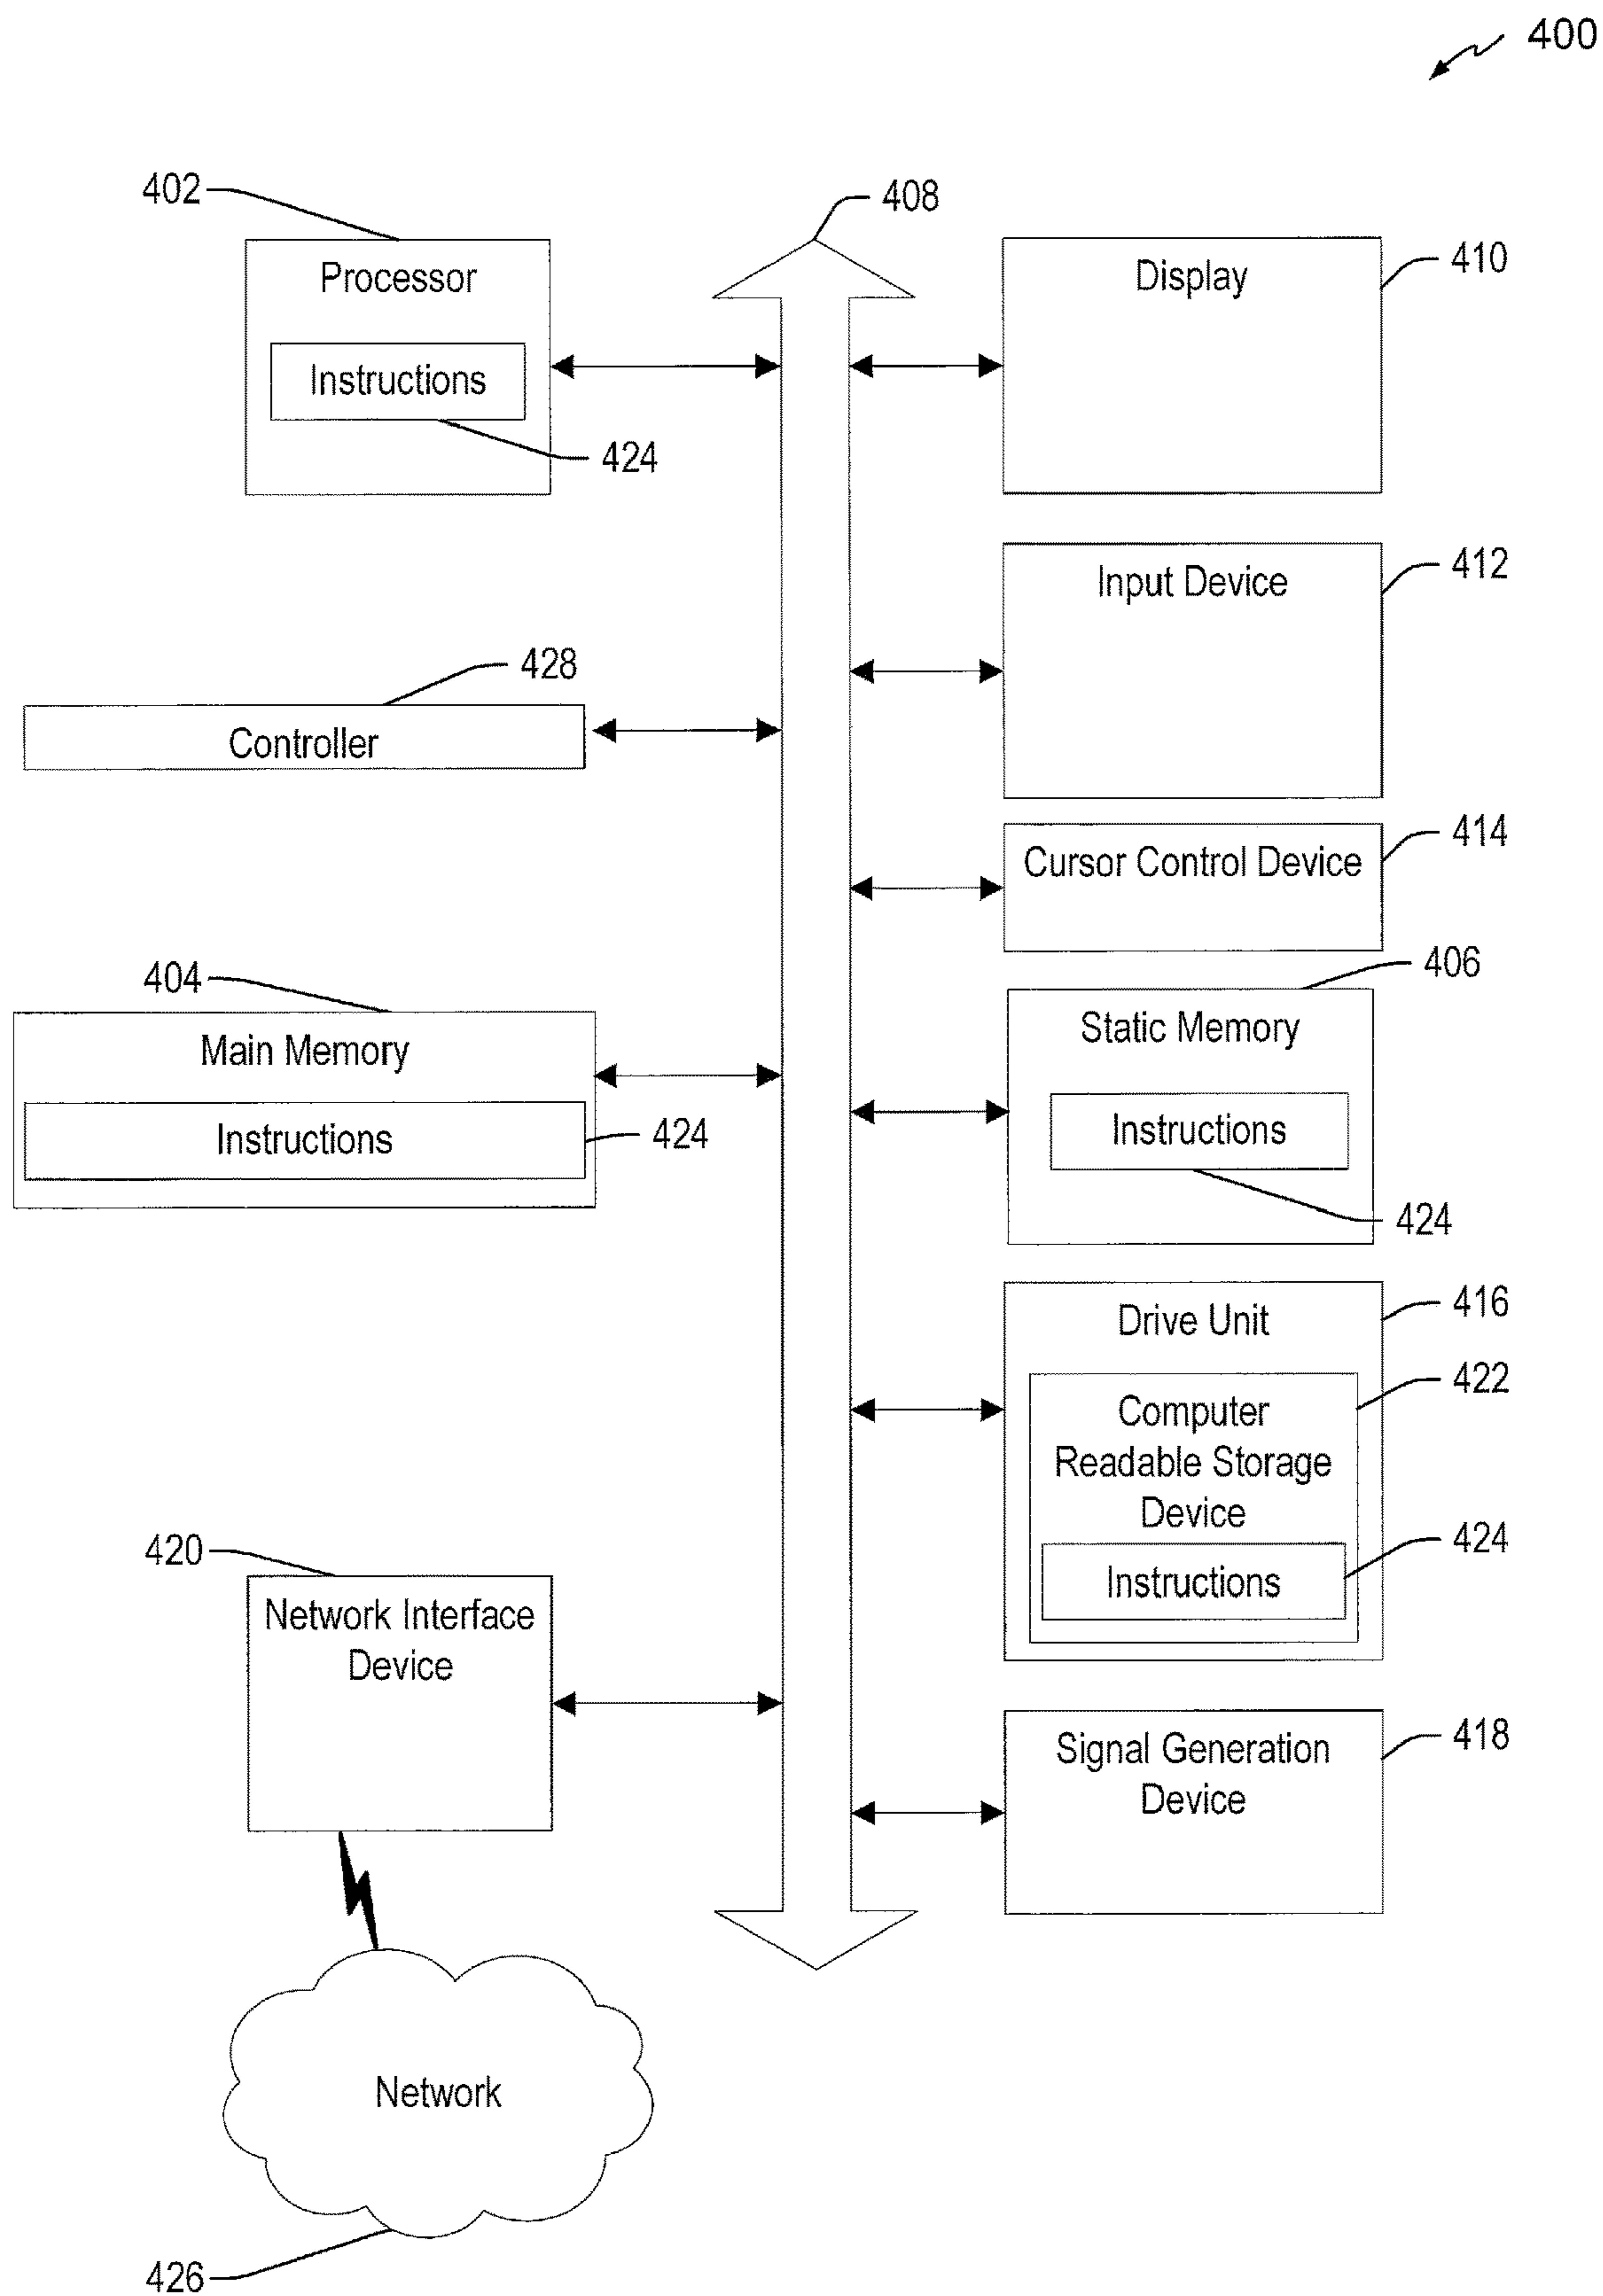 400
402
Processor
Instructions
424
408
Display
410
Input Device
412
428
Controller
Cursor Control Device
414
404
Main Memory
Instructions
424
406
Static Memory
Instructions
424
Drive Unit
416
Computer
Readable Storage
Device
422
Instructions
424
420
Network Interface
Device
Signal Generation
Device
418
Network
426